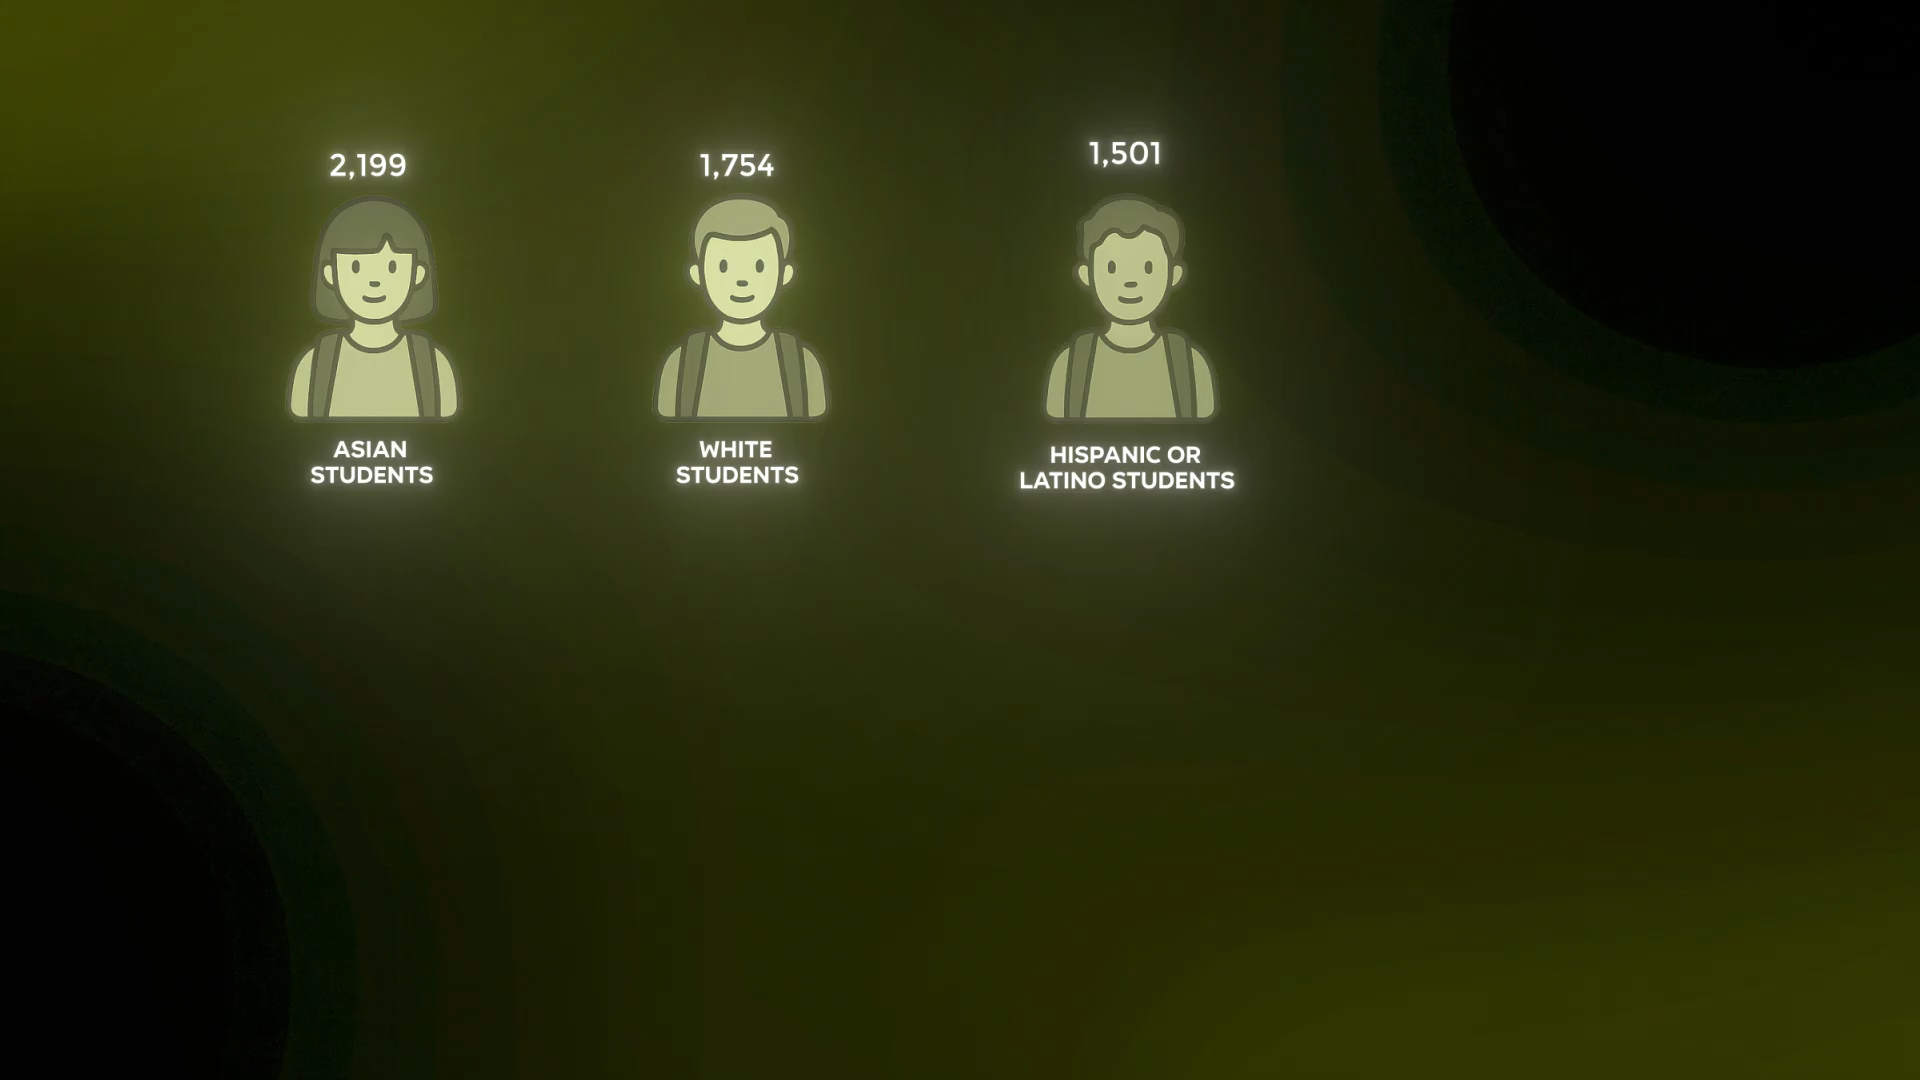 2,199
ASIAN
STUDENTS
1,754
WHITE
STUDENTS
1,501
HISPANIC OR
LATINO STUDENTS